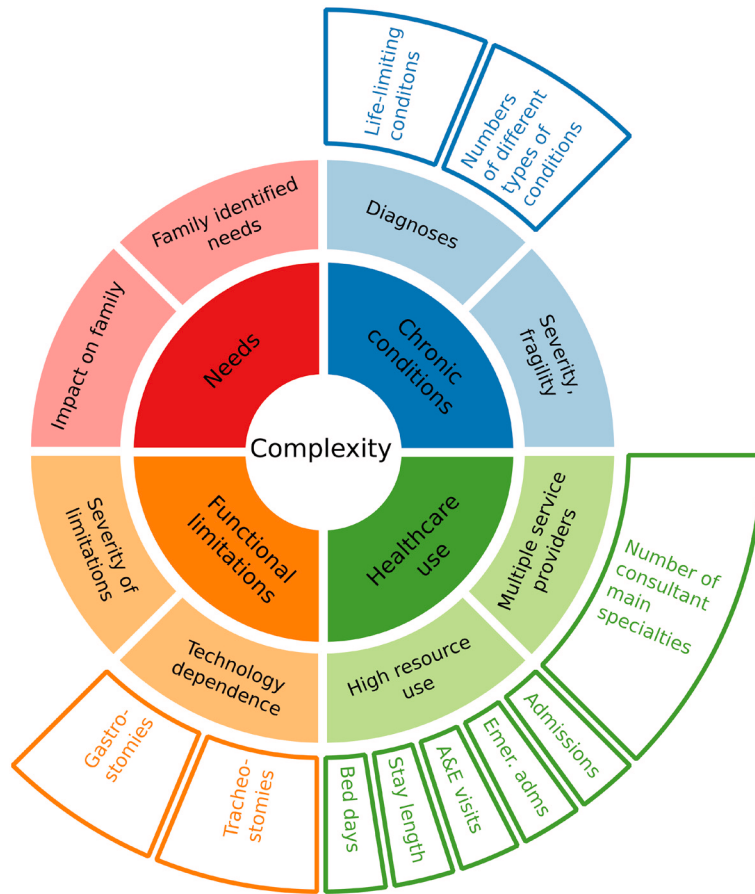 Life-limiting
conditons
Numbers
of different
types of
conditions
Family identified
needs
Diagnoses
Impact on family
Needs
Chronic
conditions
Severity,
fragility
Complexity
Severity of
limitations
Functional
limitations
Healthcare
use
Multiple service
providers
Number of
consultant
main
specialties
Technology
dependence
High resource
use
Gastro-
stomies
Tracheo-
stomies
Bed days
Stay length
A&E visits
Emer. adms
Admissions